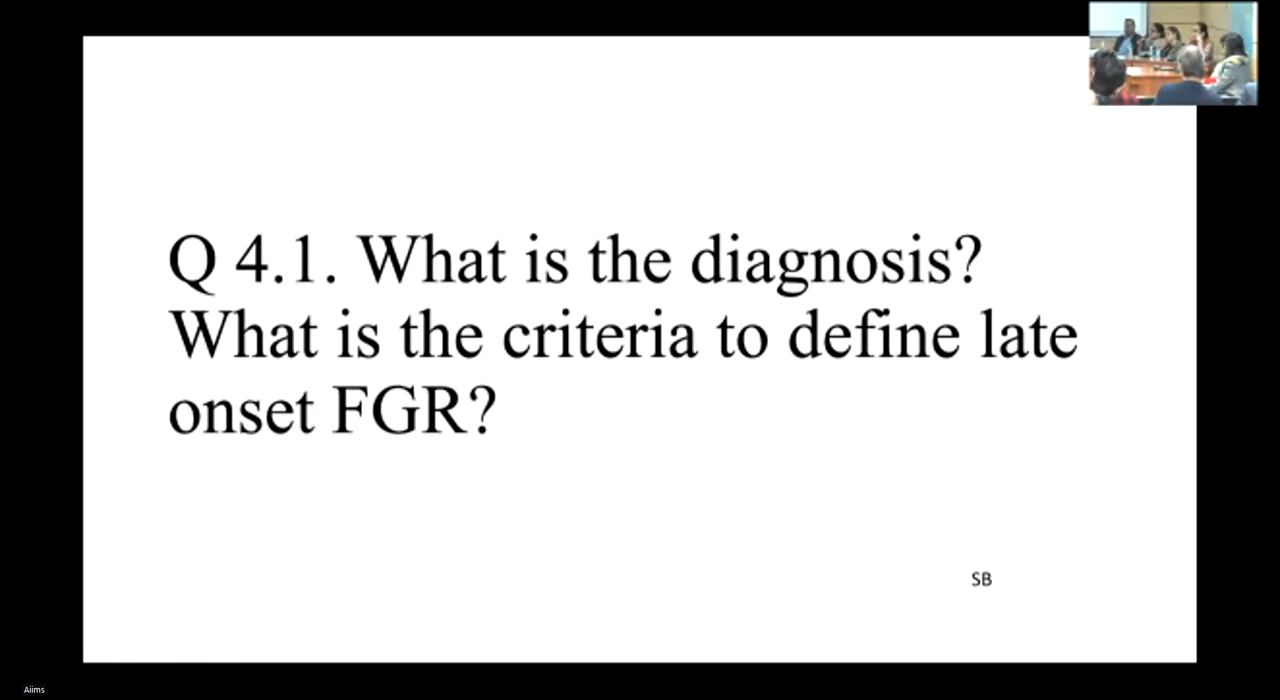 Q 4.1. What is the diagnosis?
What is the criteria to define late
onset FGR?
SB
Aiims